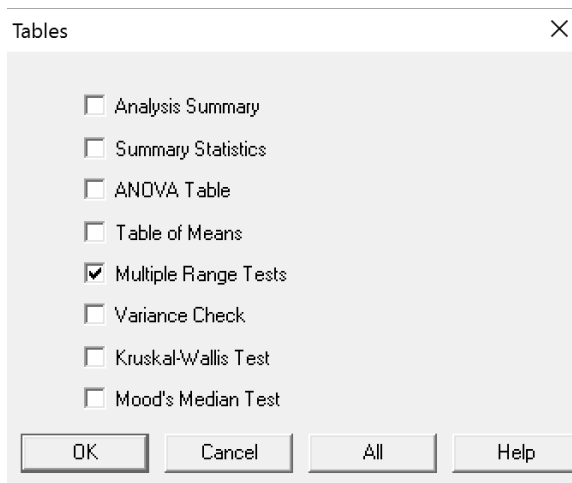 Tables
Analysis Summary
Summary Statistics
ANOVA Table
Table of Means
Multiple Range Tests
Variance Check
Kruskal-Wallis Test
Mood's Median Test
OK Cancel All Help